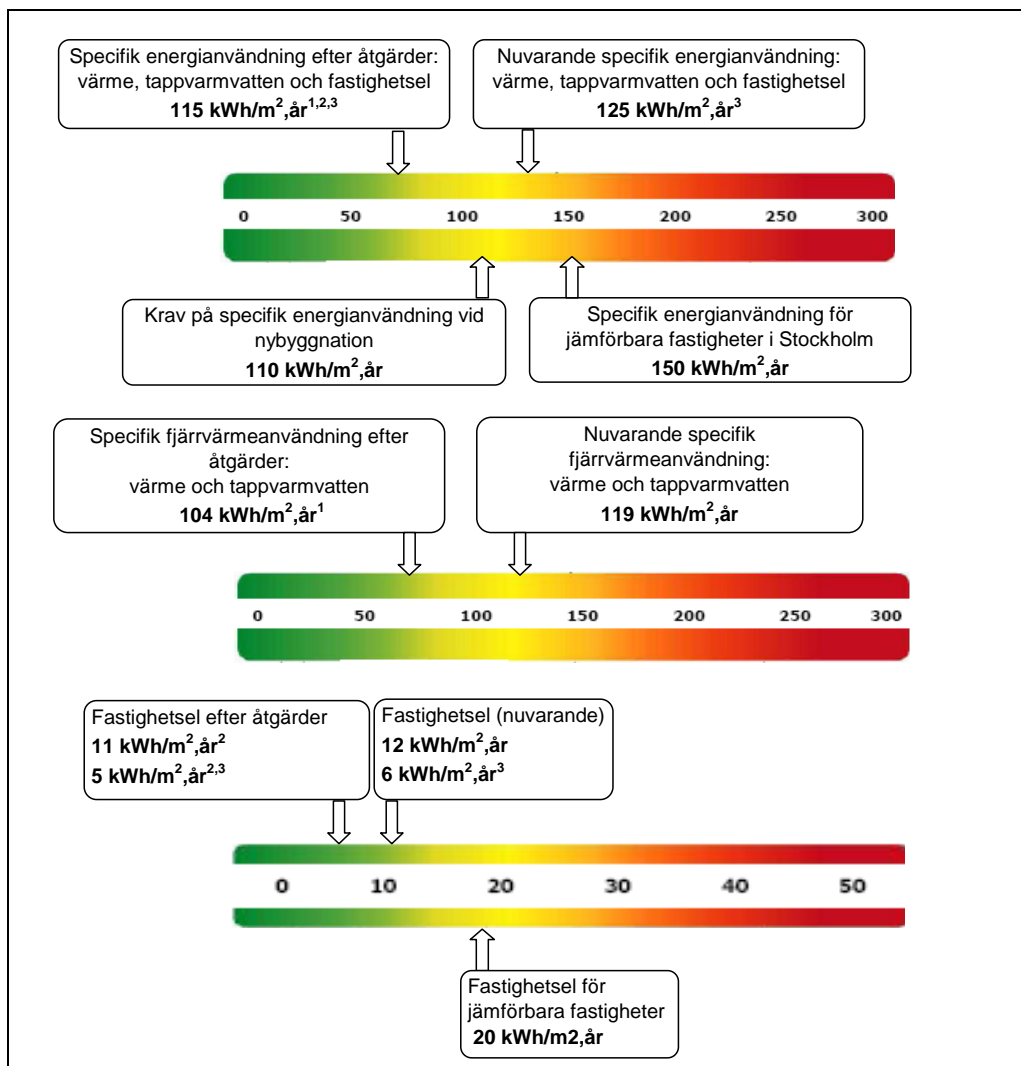 Specifik energianvändning efter åtgärder:
värme, tappvarmvatten och fastighetsel
115 kWh/m²,år¹,²,³
Nuvarande specifik energianvändning:
värme, tappvarmvatten och fastighetsel
125 kWh/m²,år³
0 50 100 150 200 250 300
Krav på specifik energianvändning vid
nybyggnation
110 kWh/m²,år
Specifik energianvändning för
jämförbara fastigheter i Stockholm
150 kWh/m²,år
Specifik fjärrvärmeanvändning efter
åtgärder:
värme och tappvarmvatten
104 kWh/m²,år¹
Nuvarande specifik
fjärrvärmeanvändning:
värme och tappvarmvatten
119 kWh/m²,år
0 50 100 150 200 250 300
Fastighetsel efter åtgärder
11 kWh/m²,år²
5 kWh/m²,år²,³
Fastighetsel (nuvarande)
12 kWh/m²,år
6 kWh/m²,år³
0 10 20 30 40 50
Fastighetsel för
jämförbara fastigheter
20 kWh/m2,år